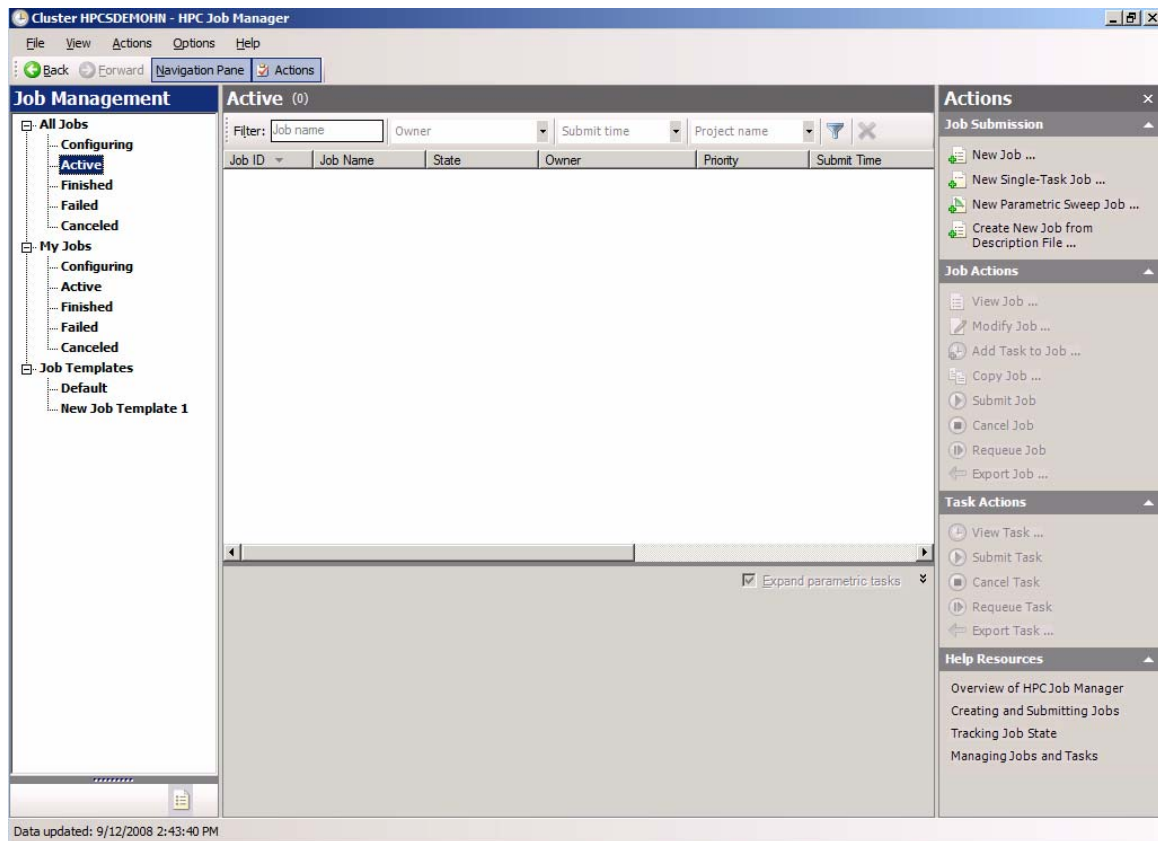 Cluster HPCSDEMOHN - HPC Job Manager
File View Actions Options Help
Back Forward Navigation Pane Actions
Job Management
All Jobs
Configuring
Active
Finished
Failed
Canceled
My Jobs
Configuring
Active
Finished
Failed
Canceled
Job Templates
Default
New Job Template 1
Active (0)
Filter: Job name Owner Submit time Project name
Job ID Job Name State Owner Priority Submit Time
Expand parametric tasks
Actions
Job Submission
New Job ...
New Single-Task Job ...
New Parametric Sweep Job ...
Create New Job from
Description File ...
Job Actions
View Job ...
Modify Job ...
Add Task to Job ...
Copy Job ...
Submit Job
Cancel Job
Requeue Job
Export Job ...
Task Actions
View Task ...
Submit Task
Cancel Task
Requeue Task
Export Task ...
Help Resources
Overview of HPC Job Manager
Creating and Submitting Jobs
Tracking Job State
Managing Jobs and Tasks
Data updated: 9/12/2008 2:43:40 PM